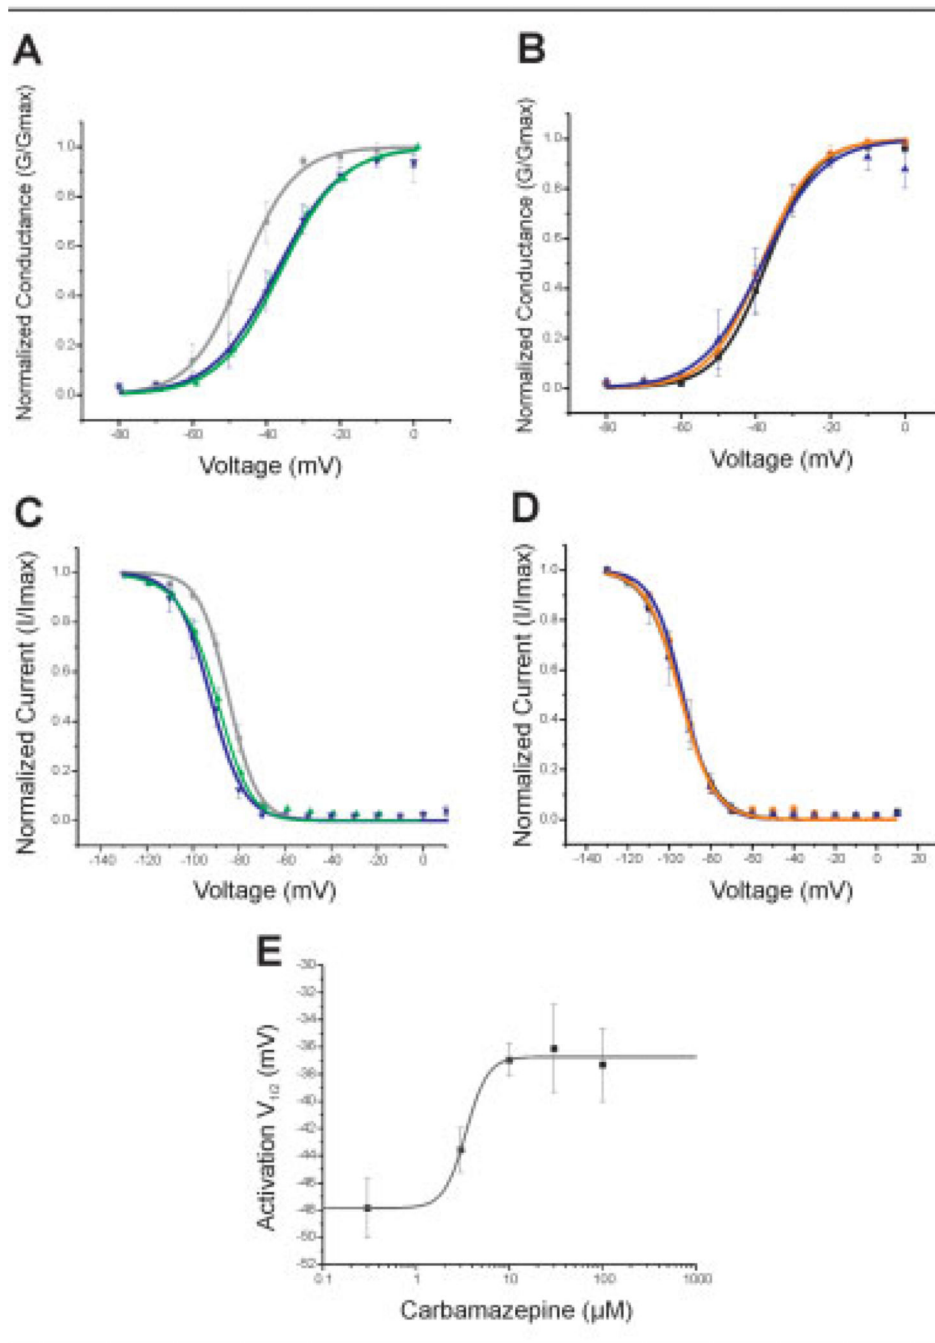 A
Normalized Conductance (G/Gmax)
1.0
0.8
0.6
0.4
0.2
0.0
-80 -60 -40 -20 0
Voltage (mV)
B
Normalized Conductance (G/Gmax)
1.0
0.8
0.6
0.4
0.2
0.0
-80 -60 -40 -20 0
Voltage (mV)
C
Normalized Current (I/Imax)
1.0
0.8
0.6
0.4
0.2
0.0
-140 -120 -100 -80 -60 -40 -20 0
Voltage (mV)
D
Normalized Current (I/Imax)
1.0
0.8
0.6
0.4
0.2
0.0
-140 -120 -100 -80 -60 -40 -20 0 20
Voltage (mV)
E
Activation V1/2 (mV)
-30
-32
-34
-36
-38
-40
-42
-44
-46
-48
-50
-52
0.1 1 10 100 1000
Carbamazepine (µM)